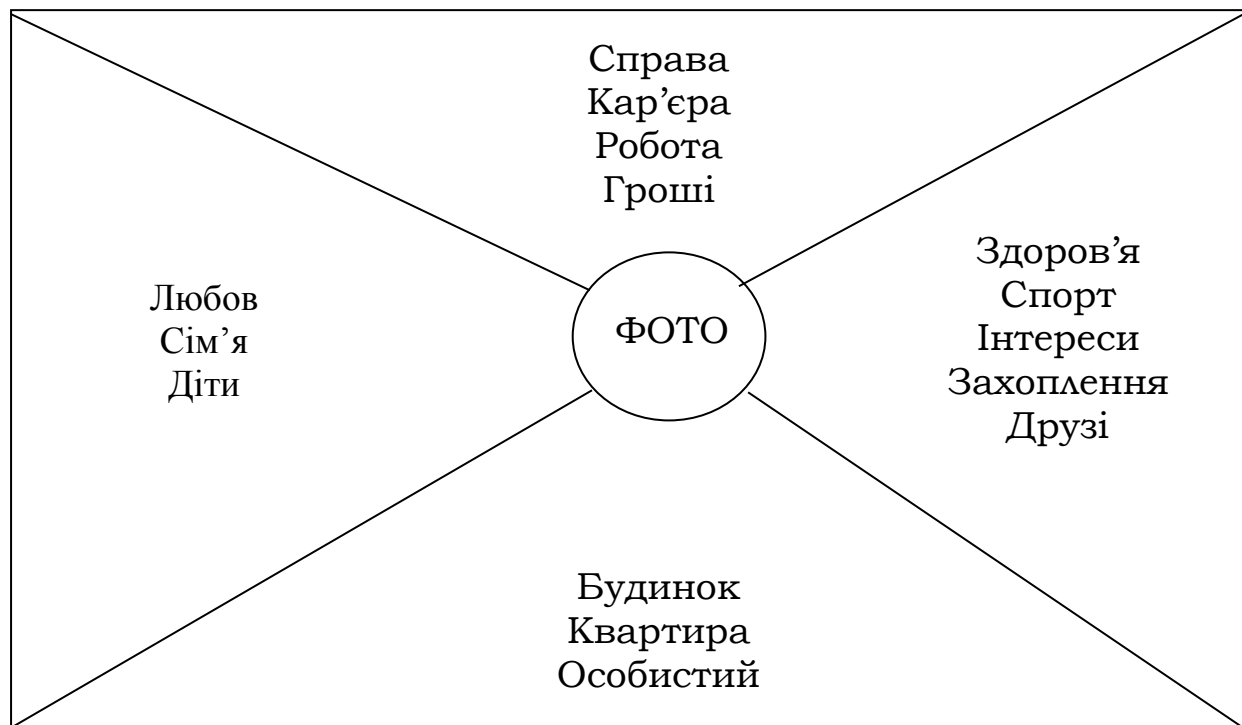 Справа
Кар’єра
Робота
Гроші
Любов
Сім’я
Діти
ФОТО
Здоров’я
Спорт
Інтереси
Захоплення
Друзі
Будинок
Квартира
Особистий